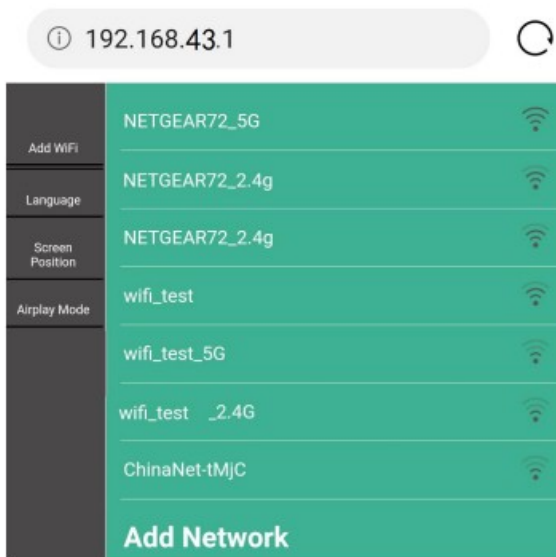 192.168.43.1
Add WiFi
Language
Screen
Position
Airplay Mode
NETGEAR72_5G
NETGEAR72_2.4g
NETGEAR72_2.4g
wifi_test
wifi_test_5G
wifi_test _2.4G
ChinaNet-tMjC
Add Network